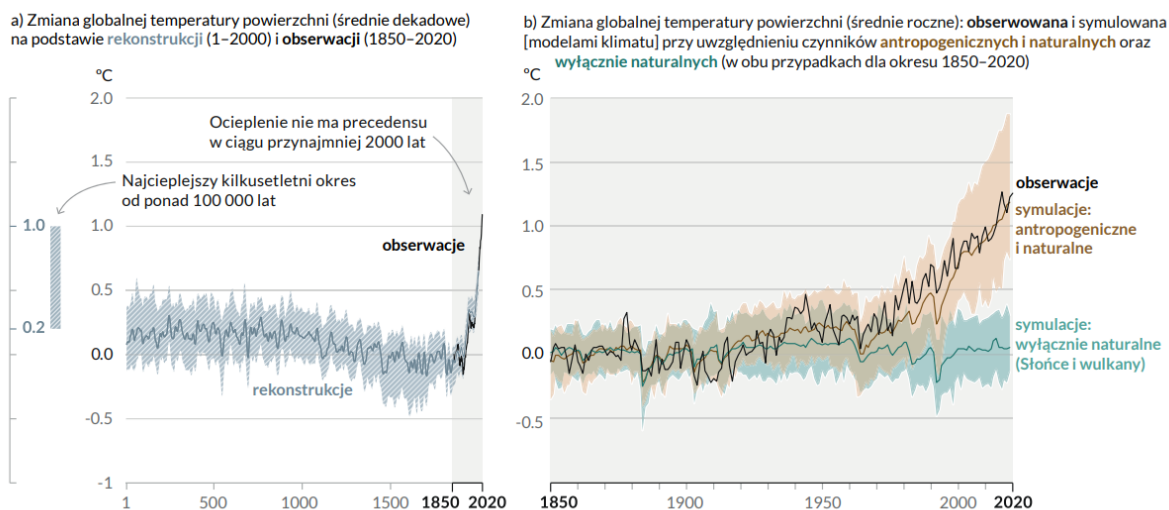 a) Zmiana globalnej temperatury powierzchni (średnie dekadowe)
na podstawie rekonstrukcji (1–2000) i obserwacji (1850–2020)
°C
2.0
1.5
1.0
0.5
0.0
-0.5
-1
1.0
0.2
Ocieplenie nie ma precedensu
w ciągu przynajmniej 2000 lat
Najcieplejszy kilkusetletni okres
od ponad 100 000 lat
obserwacje
rekonstrukcje
1
500
1000
1500
1850
2020
b) Zmiana globalnej temperatury powierzchni (średnie roczne): obserwowana i symulowana
[modelami klimatu] przy uwzględnieniu czynników antropogenicznych i naturalnych oraz
wyłącznie naturalnych (w obu przypadkach dla okresu 1850–2020)
°C
2.0
1.5
1.0
0.5
0.0
-0.5
obserwacje
symulacje:
antropogeniczne
i naturalne
symulacje:
wyłącznie naturalne
(Słońce i wulkany)
1850
1900
1950
2000
2020